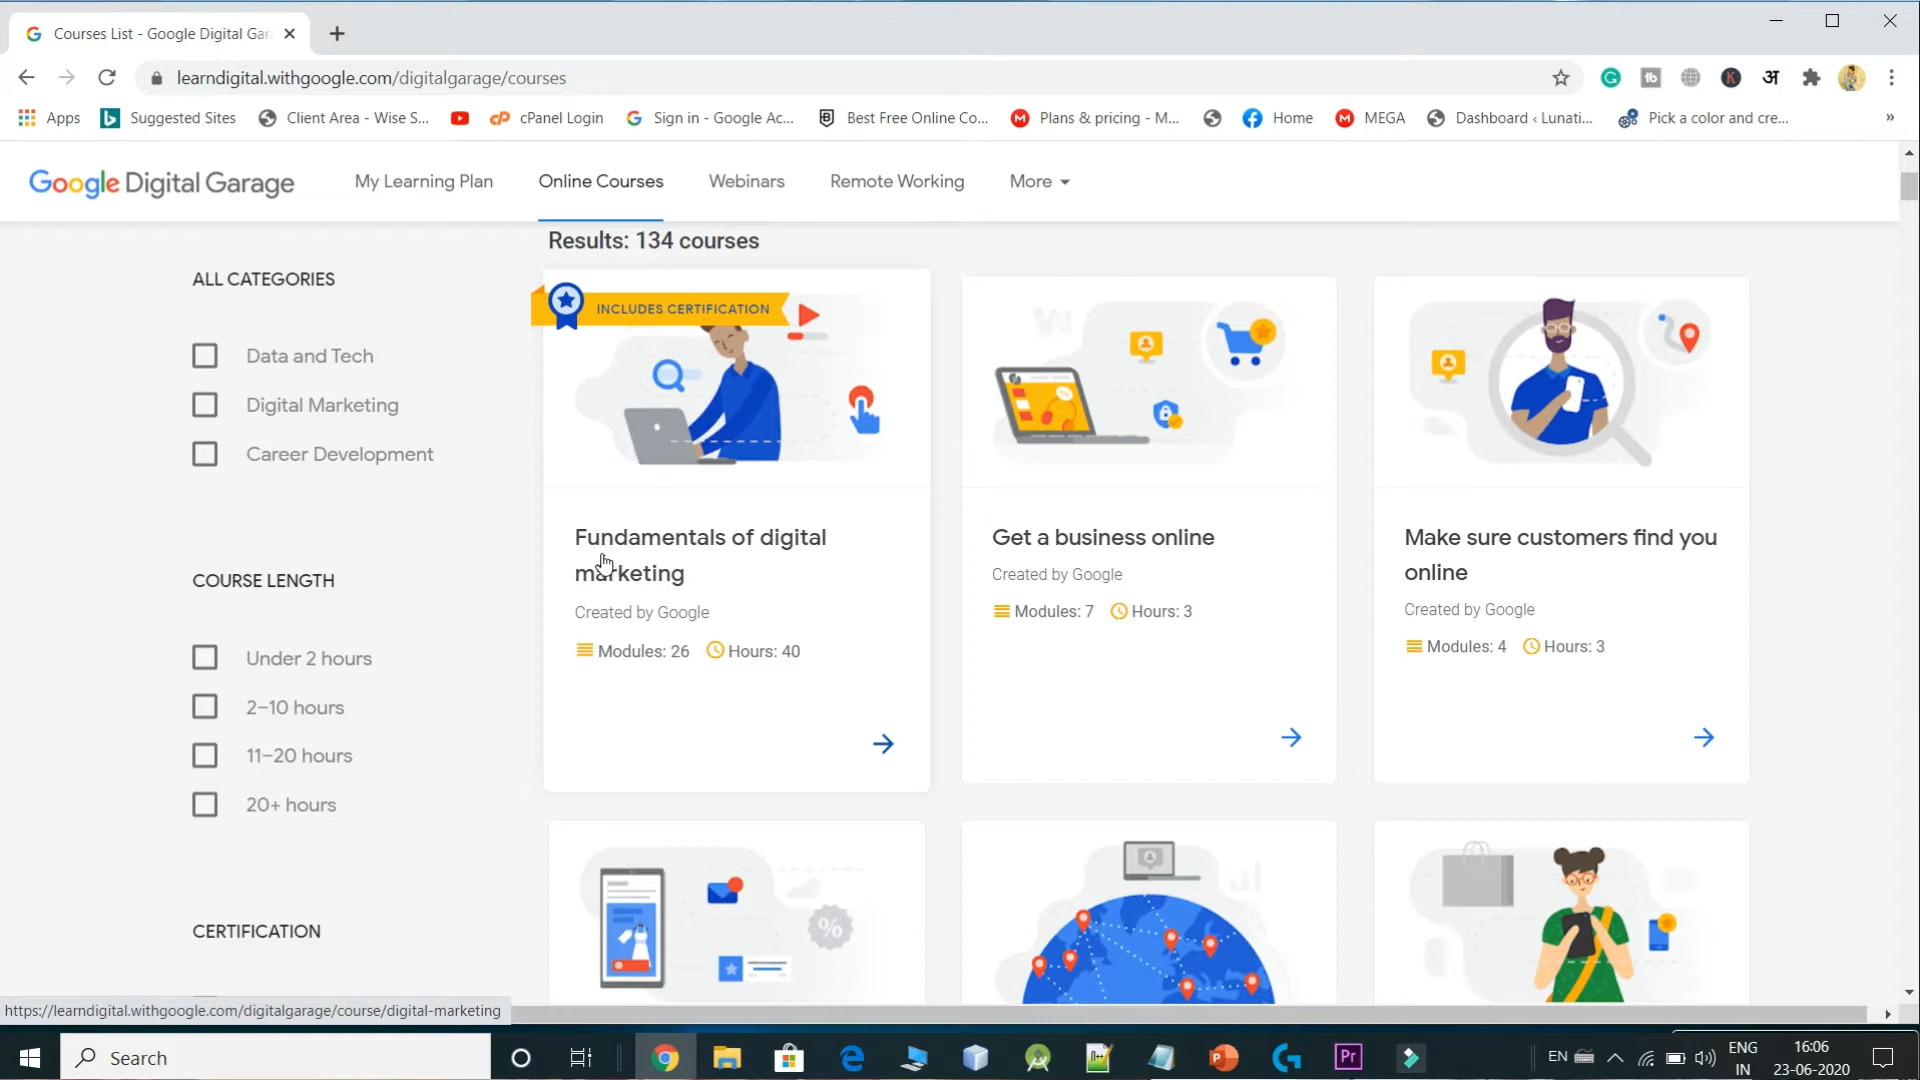 Courses List - Google Digital Gar
learndigital.withgoogle.com/digitalgarage/courses
Apps
Suggested Sites
Client Area - Wise S...
cPanel Login
Sign in - Google Ac...
Best Free Online Co...
Plans & pricing - M...
Home
MEGA
Dashboard ‹ Lunati...
Pick a color and cre...
»
Google Digital Garage
My Learning Plan
Online Courses
Webinars
Remote Working
More
Results: 134 courses
ALL CATEGORIES
Data and Tech
Digital Marketing
Career Development
COURSE LENGTH
Under 2 hours
2–10 hours
11–20 hours
20+ hours
CERTIFICATION
INCLUDES CERTIFICATION
Fundamentals of digital
marketing
Created by Google
Modules: 26 Hours: 40
Get a business online
Created by Google
Modules: 7 Hours: 3
Make sure customers find you
online
Created by Google
Modules: 4 Hours: 3
%
https://learndigital.withgoogle.com/digitalgarage/course/digital-marketing
Search
Pr
EN
ENG
IN
16:06
23-06-2020